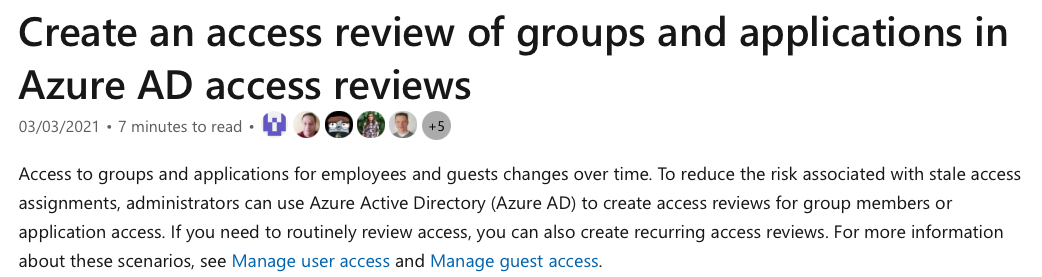 Create an access review of groups and applications in
Azure AD access reviews
03/03/2021 • 7 minutes to read • +5
Access to groups and applications for employees and guests changes over time. To reduce the risk associated with stale access
assignments, administrators can use Azure Active Directory (Azure AD) to create access reviews for group members or
application access. If you need to routinely review access, you can also create recurring access reviews. For more information
about these scenarios, see Manage user access and Manage guest access.